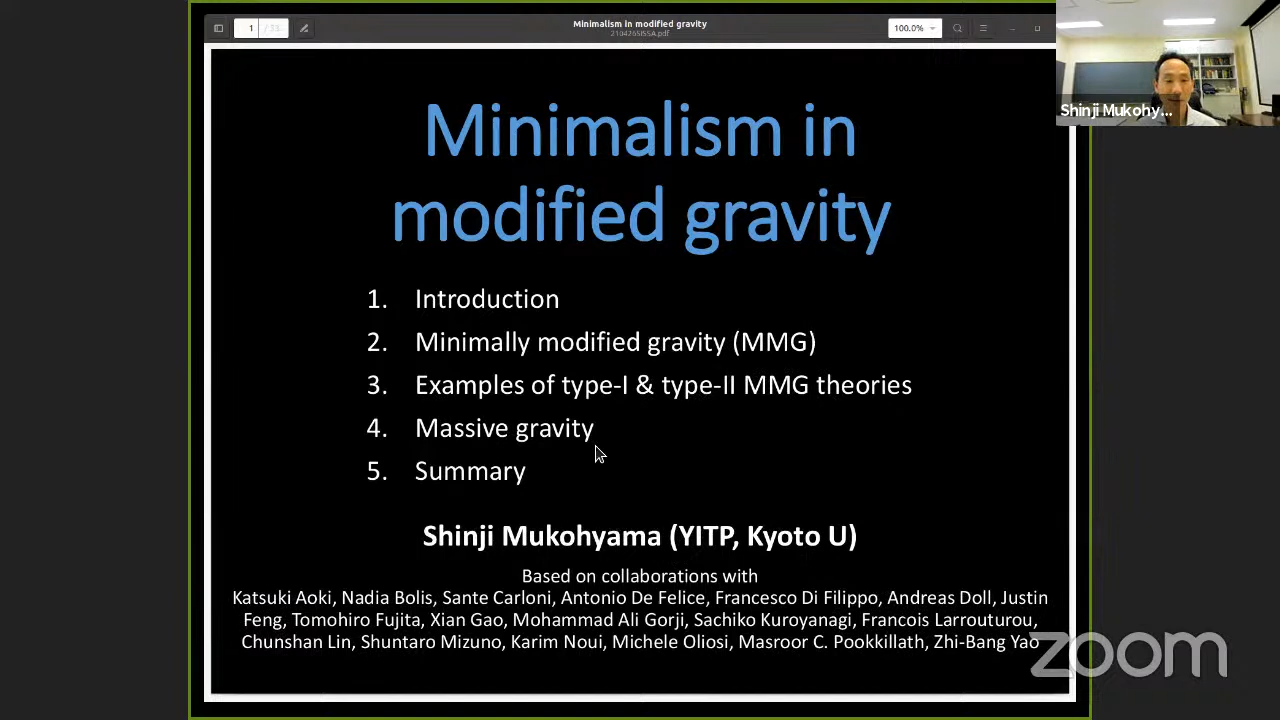 Minimalism in modified gravity
210426SISSA.pdf
1
100.0%
Shinji Mukohy...
Minimalism in
modified gravity
1. Introduction
2. Minimally modified gravity (MMG)
3. Examples of type-I & type-II MMG theories
4. Massive gravity
5. Summary
Shinji Mukohyama (YITP, Kyoto U)
Based on collaborations with
Katsuki Aoki, Nadia Bolis, Sante Carloni, Antonio De Felice, Francesco Di Filippo, Andreas Doll, Justin
Feng, Tomohiro Fujita, Xian Gao, Mohammad Ali Gorji, Sachiko Kuroyanagi, Francois Larrouturou,
Chunshan Lin, Shuntaro Mizuno, Karim Noui, Michele Oliosi, Masroor C. Pookkillath, Zhi-Bang Yao
zoom